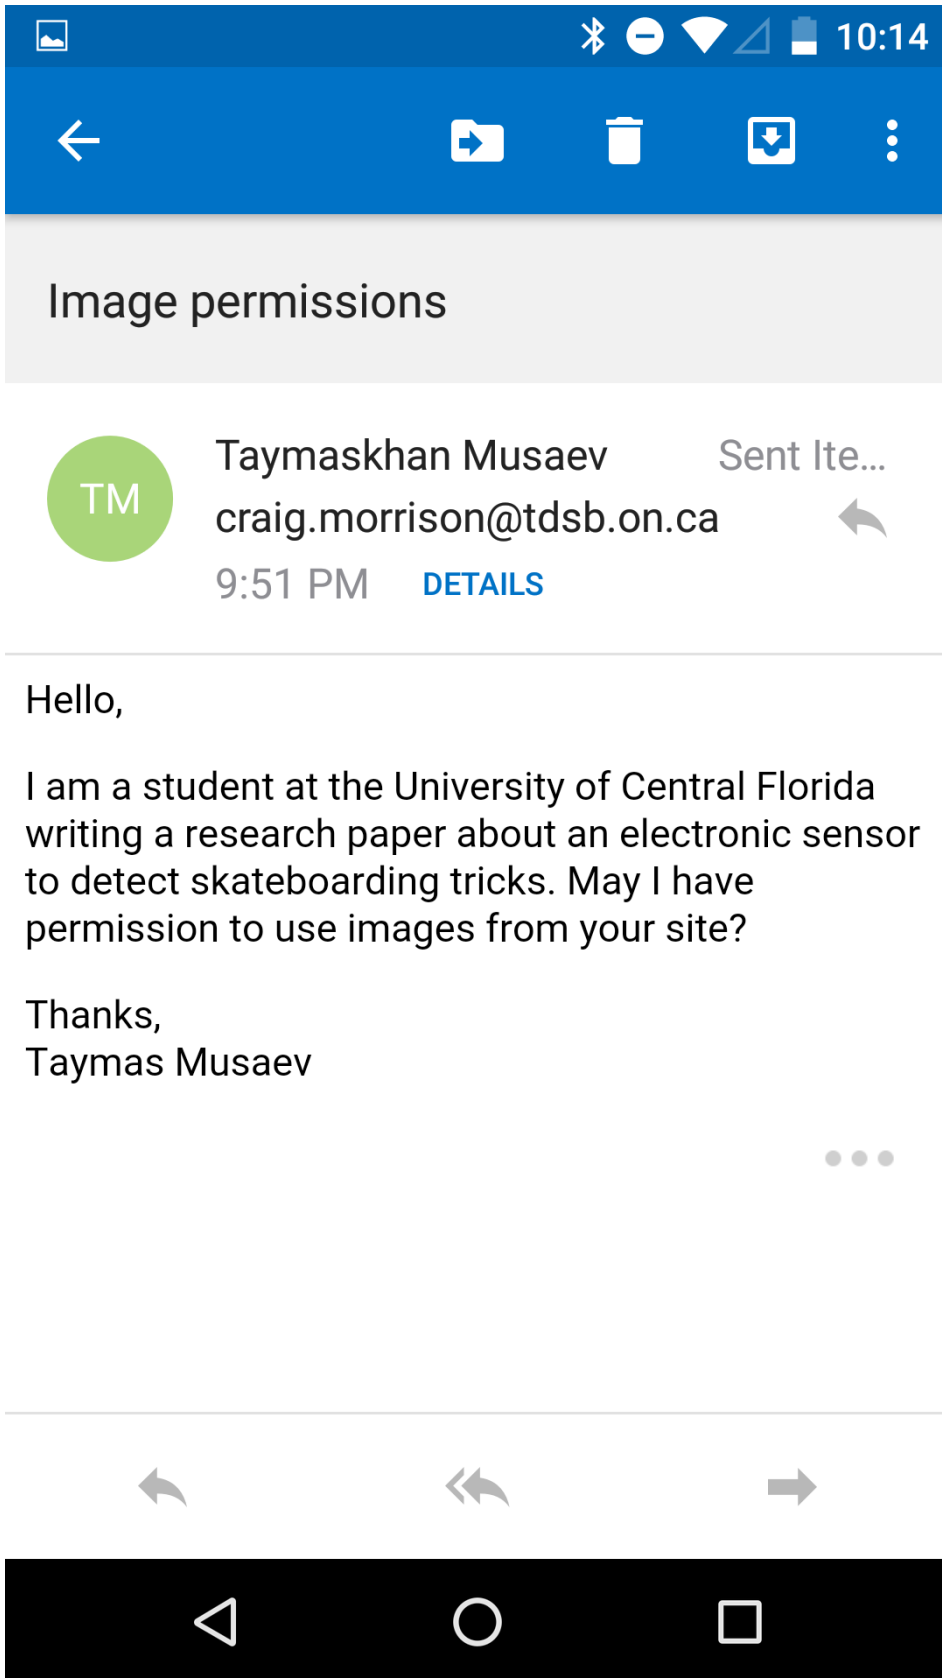 10:14
Image permissions
TM
Taymaskhan Musaev
Sent Ite...
craig.morrison@tdsb.on.ca
9:51 PM
DETAILS
Hello,
I am a student at the University of Central Florida
writing a research paper about an electronic sensor
to detect skateboarding tricks. May I have
permission to use images from your site?
Thanks,
Taymas Musaev